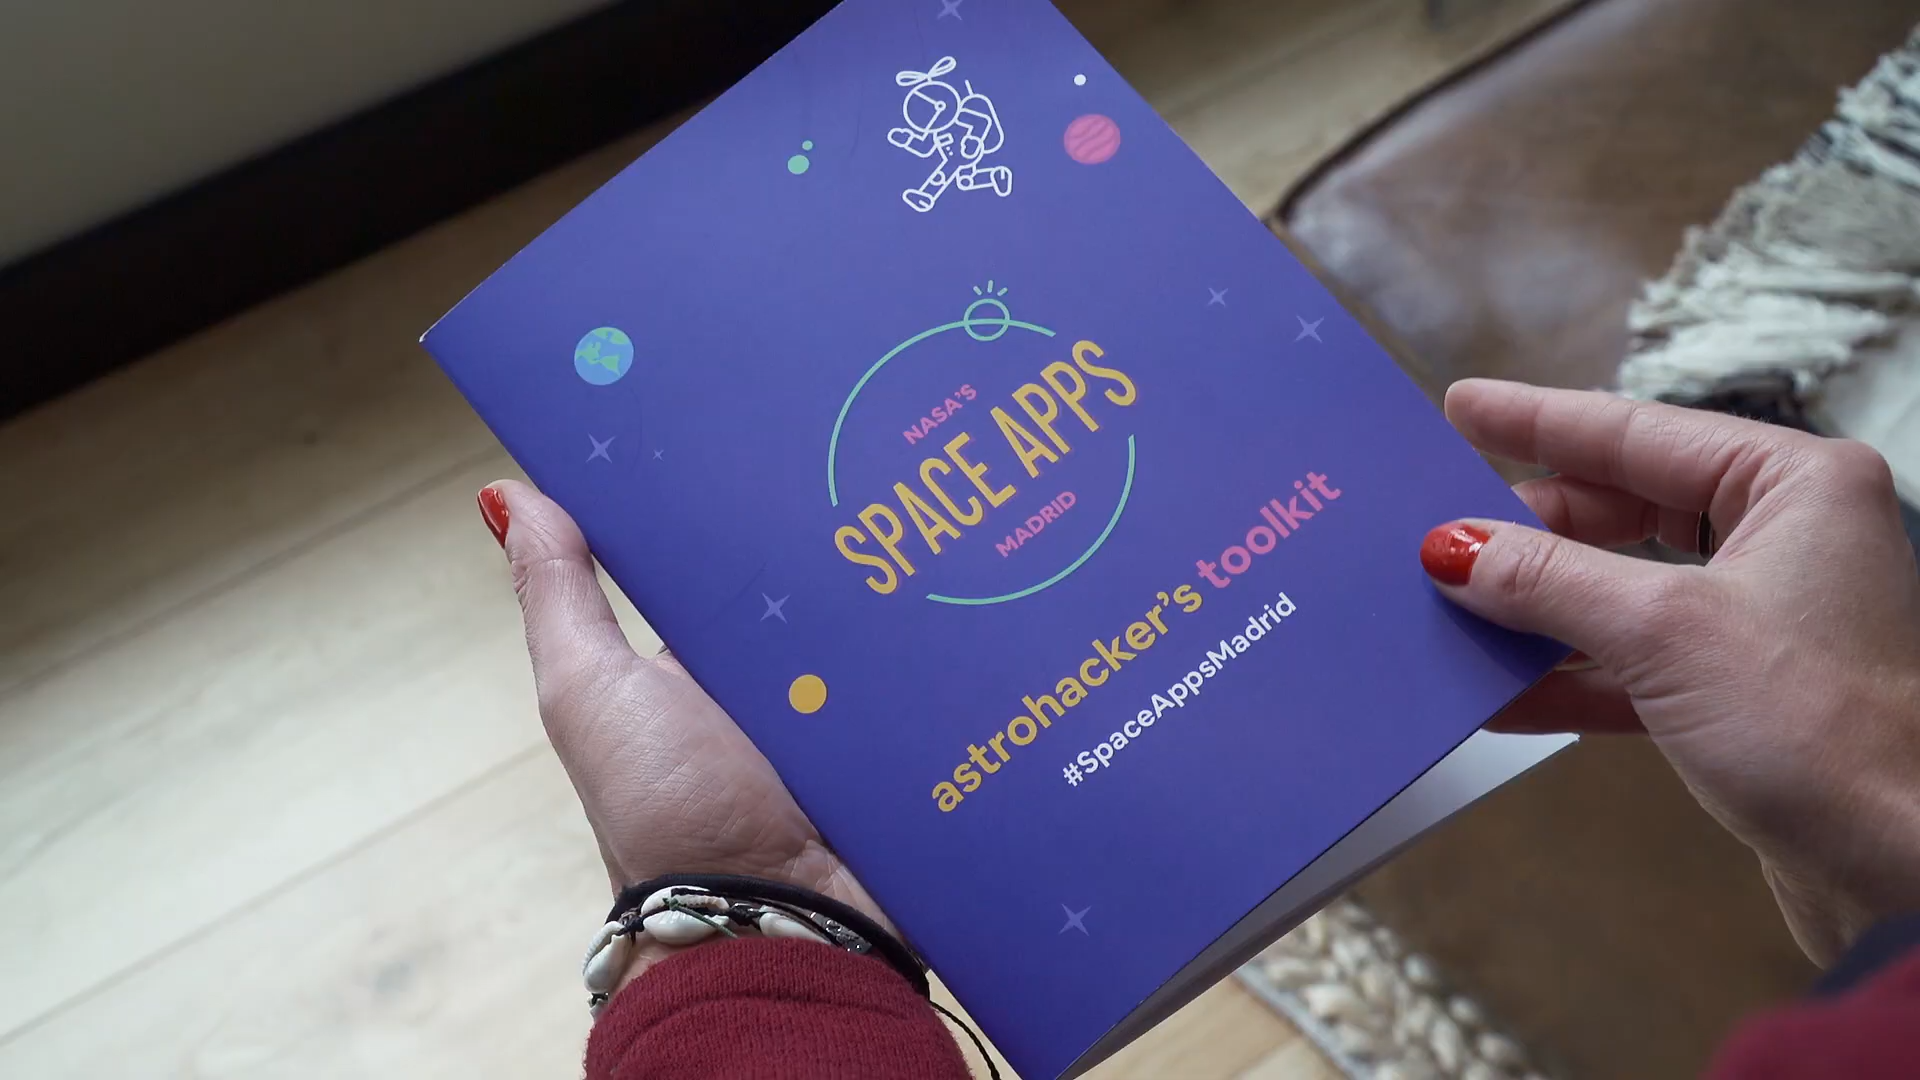 NASA'S
SPACE APPS
MADRID
astrohacker's toolkit
#SpaceAppsMadrid